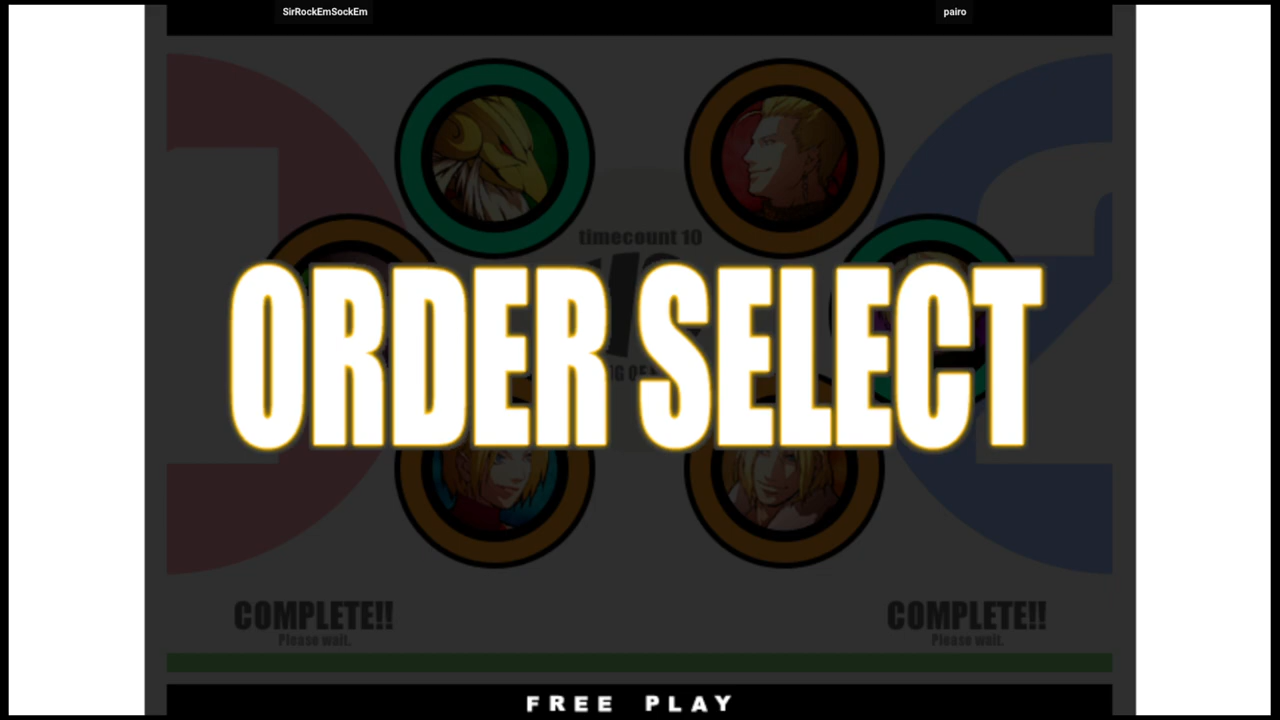 SirRockEmSockEm
pairo
timecount 10
ORDER SELECT
COMPLETE!!
Please wait.
COMPLETE!!
Please wait.
FREE PLAY